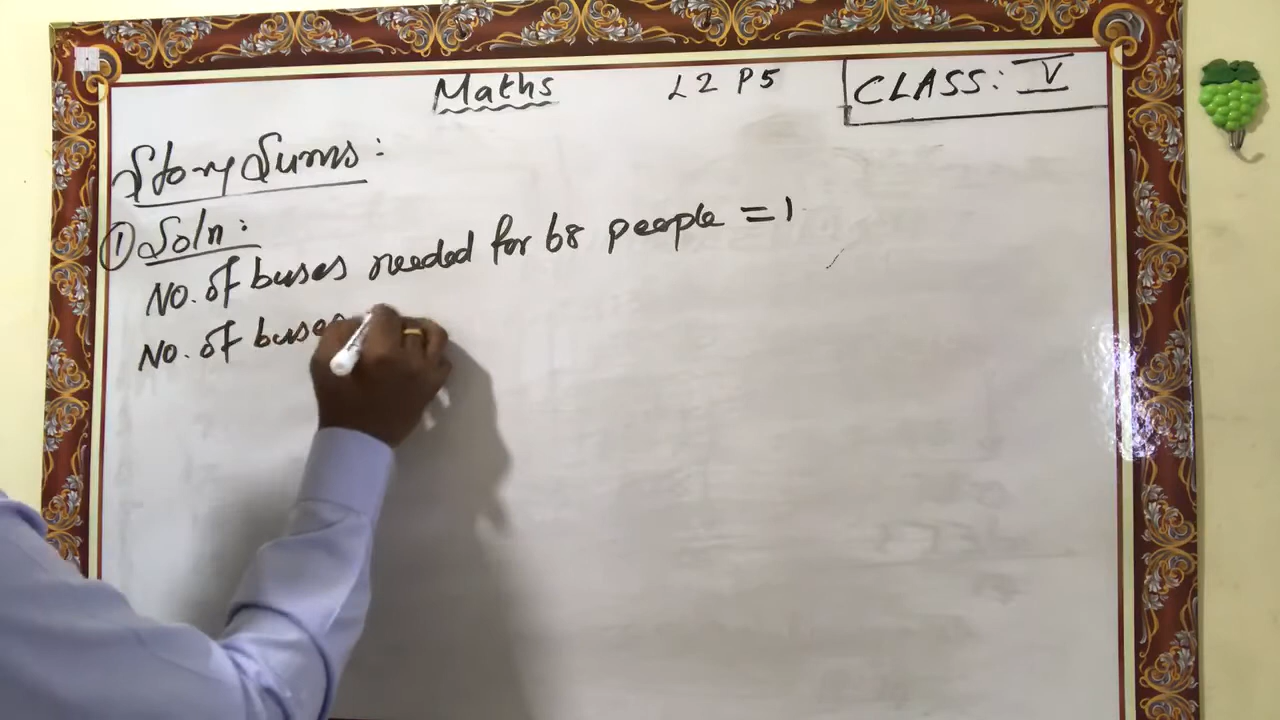 Maths L2 P5 CLASS: V
Story Sums:
① Soln:
No. of buses needed for 68 people = 1
No. of buses